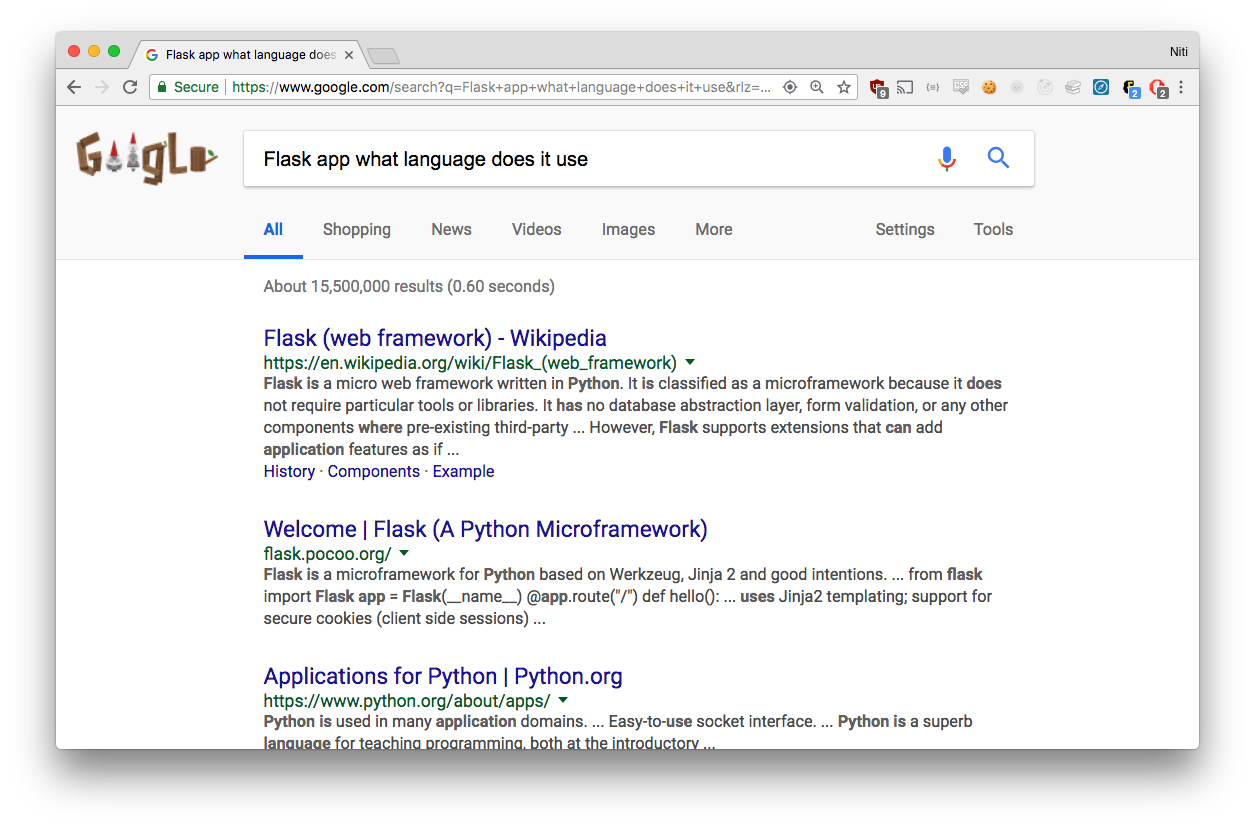 Flask app what language does
Niti
Secure https://www.google.com/search?q=Flask+app+what+language+does+it+use&rlz=... 9 2 2
Google Flask app what language does it use
All Shopping News Videos Images More Settings Tools
About 15,500,000 results (0.60 seconds)
Flask (web framework) - Wikipedia
https://en.wikipedia.org/wiki/Flask_(web_framework)
Flask is a micro web framework written in Python. It is classified as a microframework because it does
not require particular tools or libraries. It has no database abstraction layer, form validation, or any other
components where pre-existing third-party ... However, Flask supports extensions that can add
application features as if ...
History · Components · Example
Welcome | Flask (A Python Microframework)
flask.pocoo.org/
Flask is a microframework for Python based on Werkzeug, Jinja 2 and good intentions. ... from flask
import Flask app = Flask(__name__) @app.route("/") def hello(): ... uses Jinja2 templating; support for
secure cookies (client side sessions) ...
Applications for Python | Python.org
https://www.python.org/about/apps/
Python is used in many application domains. ... Easy-to-use socket interface. ... Python is a superb
language for teaching programming, both at the introductory ...